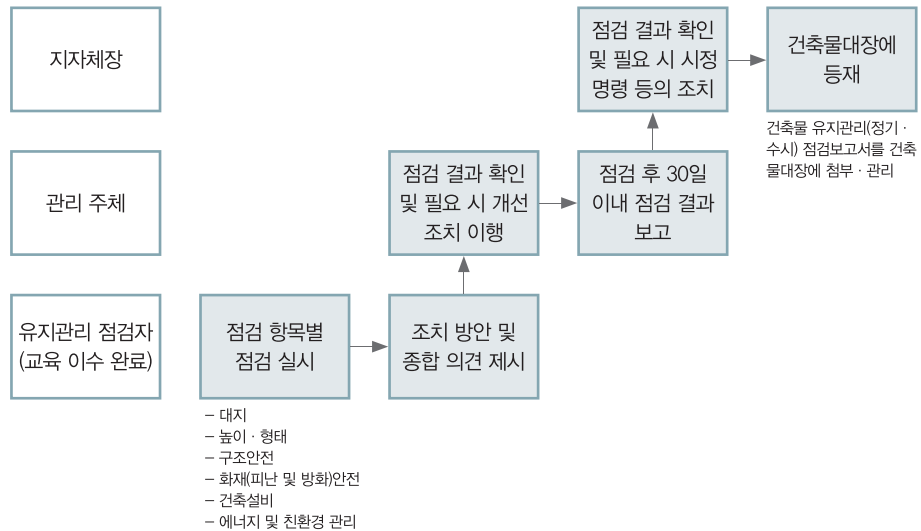 지자체장
점검 결과 확인
및 필요 시 시정
명령 등의 조치
건축물대장에
등재
건축물 유지관리(정기 ·
수시) 점검보고서를 건축
물대장에 첨부 · 관리
관리 주체
점검 결과 확인
및 필요 시 개선
조치 이행
점검 후 30일
이내 점검 결과
보고
유지관리 점검자
(교육 이수 완료)
점검 항목별
점검 실시
조치 방안 및
종합 의견 제시
– 대지
– 높이 · 형태
– 구조안전
– 화재(피난 및 방화)안전
– 건축설비
– 에너지 및 친환경 관리